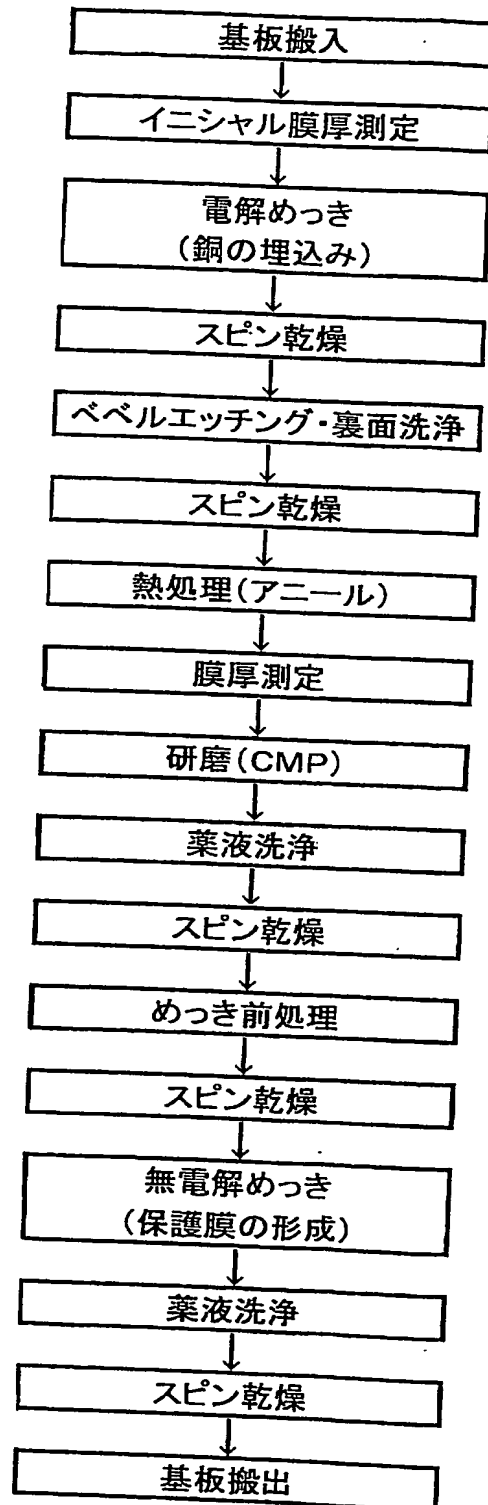 基板搬入
イニシャル膜厚測定
電解めっき
(銅の埋込み)
スピン乾燥
ベベルエッチング・裏面洗浄
スピン乾燥
熱処理(アニール)
膜厚測定
研磨(CMP)
薬液洗浄
スピン乾燥
めっき前処理
スピン乾燥
無電解めっき
(保護膜の形成)
薬液洗浄
スピン乾燥
基板搬出